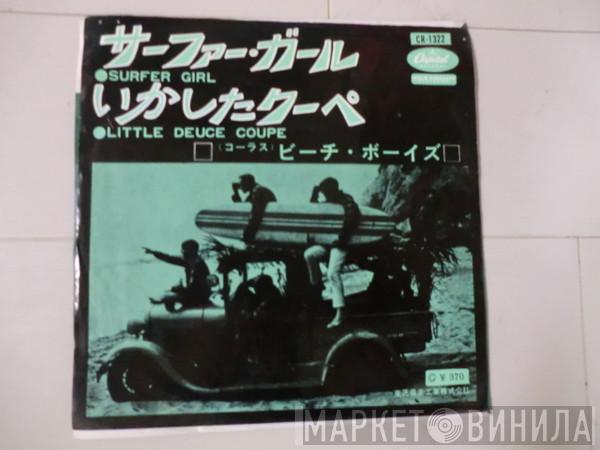 サーファー・ガール
CR-1322
Capitol
●SURFER GIRL
いかしたクーペ
●LITTLE DEUCE COUPE
(コーラス) ビーチ・ボーイズ
Ⓖ ¥ 370
МАРКЕТ ВИНИЛА